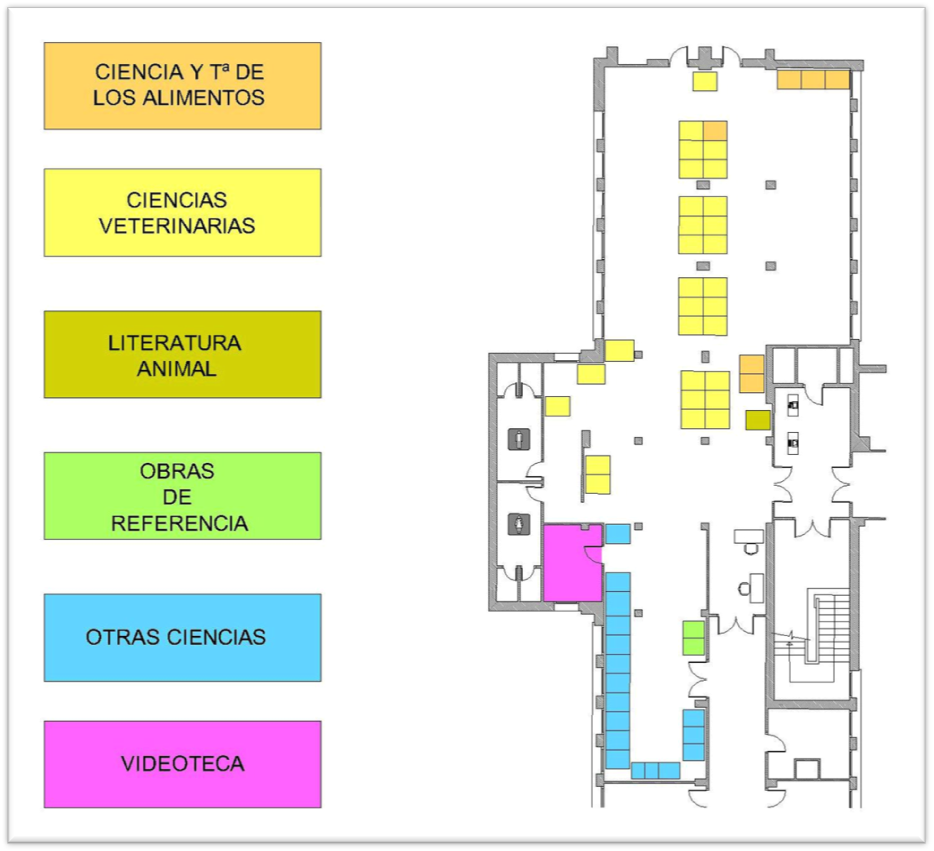 CIENCIA Y Tª DE
LOS ALIMENTOS
CIENCIAS
VETERINARIAS
LITERATURA
ANIMAL
OBRAS
DE
REFERENCIA
OTRAS CIENCIAS
VIDEOTECA